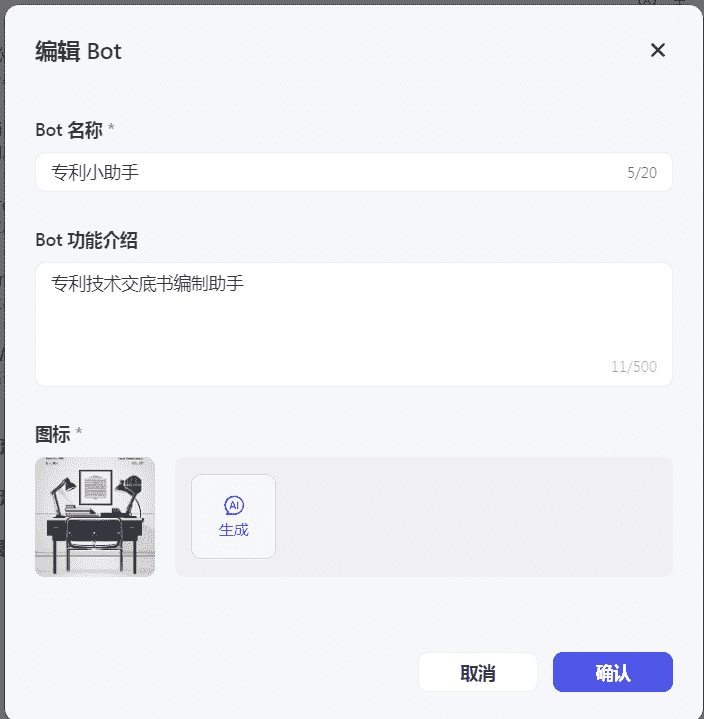 编辑 Bot
Bot 名称 *
专利小助手
5/20
Bot 功能介绍
专利技术交底书编制助手
11/500
图标 *
AI
生成
取消
确认